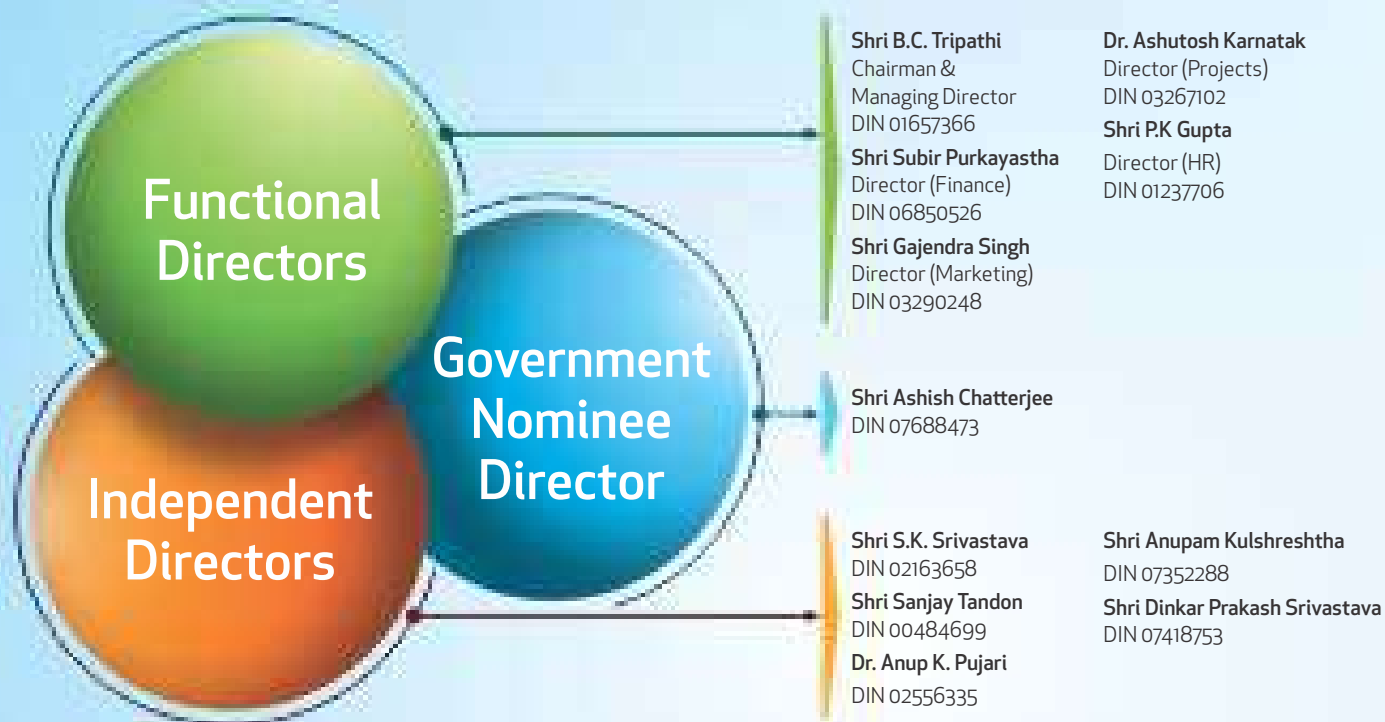 Functional
Directors
Shri B.C. Tripathi
Chairman &
Managing Director
DIN 01657366
Shri Subir Purkayastha
Director (Finance)
DIN 06850526
Shri Gajendra Singh
Director (Marketing)
DIN 03290248
Dr. Ashutosh Karnatak
Director (Projects)
DIN 03267102
Shri P.K Gupta
Director (HR)
DIN 01237706
Government
Nominee
Director
Shri Ashish Chatterjee
DIN 07688473
Independent
Directors
Shri S.K. Srivastava
DIN 02163658
Shri Sanjay Tandon
DIN 00484699
Dr. Anup K. Pujari
DIN 02556335
Shri Anupam Kulshreshtha
DIN 07352288
Shri Dinkar Prakash Srivastava
DIN 07418753